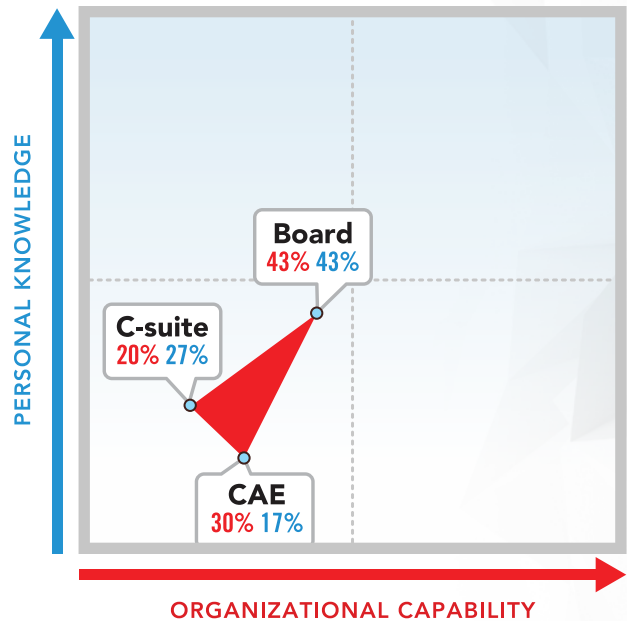 PERSONAL KNOWLEDGE
Board
43% 43%
C-suite
20% 27%
CAE
30% 17%
ORGANIZATIONAL CAPABILITY